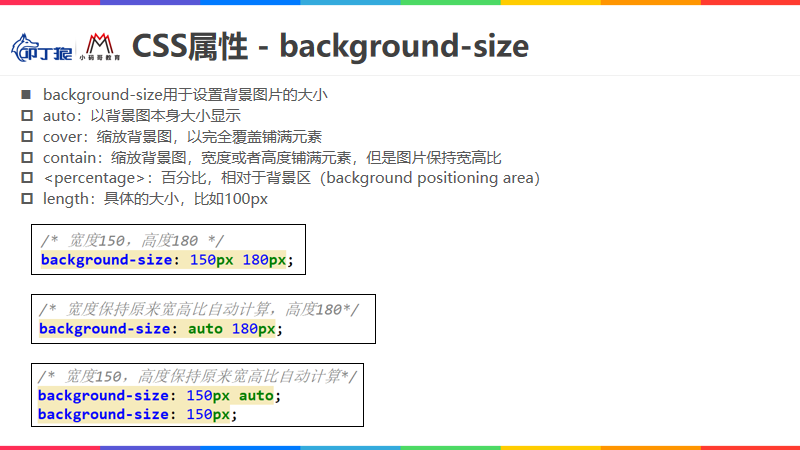 叩丁狼
小码哥教育
CSS属性 - background-size
background-size用于设置背景图片的大小
auto：以背景图本身大小显示
cover：缩放背景图，以完全覆盖铺满元素
contain：缩放背景图，宽度或者高度铺满元素，但是图片保持宽高比
<percentage>：百分比，相对于背景区（background positioning area）
length：具体的大小，比如100px
/* 宽度150，高度180 */
background-size: 150px 180px;
/* 宽度保持原来宽高比自动计算，高度180*/
background-size: auto 180px;
/* 宽度150，高度保持原来宽高比自动计算*/
background-size: 150px auto;
background-size: 150px;